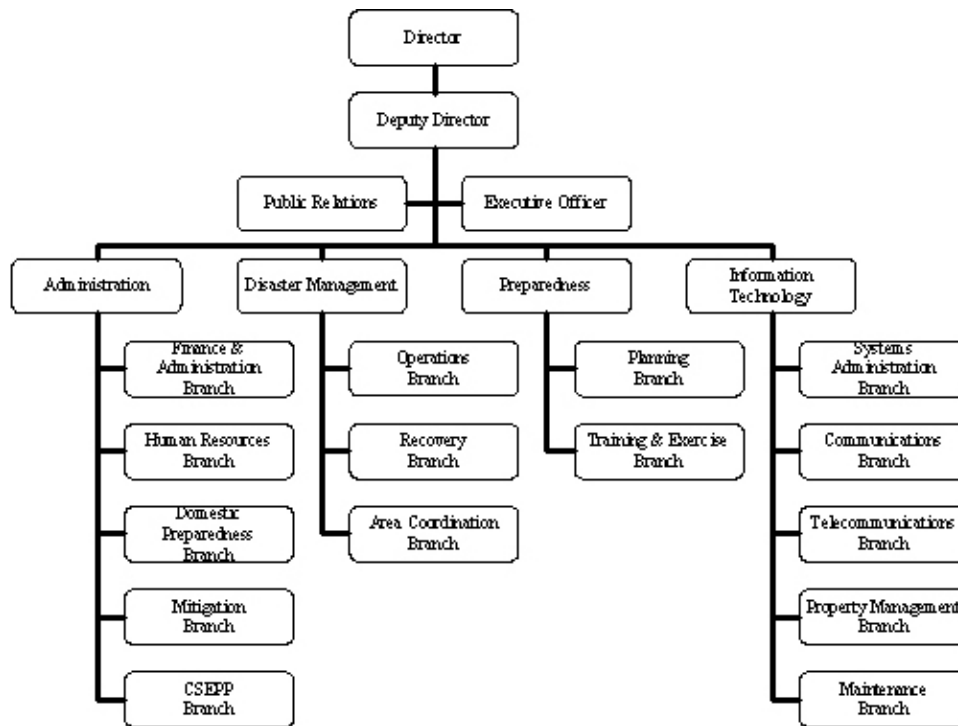 Director
Deputy Director
Public Relations
Executive Officer
Administration
Disaster Management
Preparedness
Information
Technology
Finance &
Administration
Branch
Human Resources
Branch
Domestic
Preparedness
Branch
Mitigation
Branch
CSEPP
Branch
Operations
Branch
Recovery
Branch
Area Coordination
Branch
Planning
Branch
Training & Exercise
Branch
Systems
Administration
Branch
Communications
Branch
Telecommunications
Branch
Property Management
Branch
Maintenance
Branch